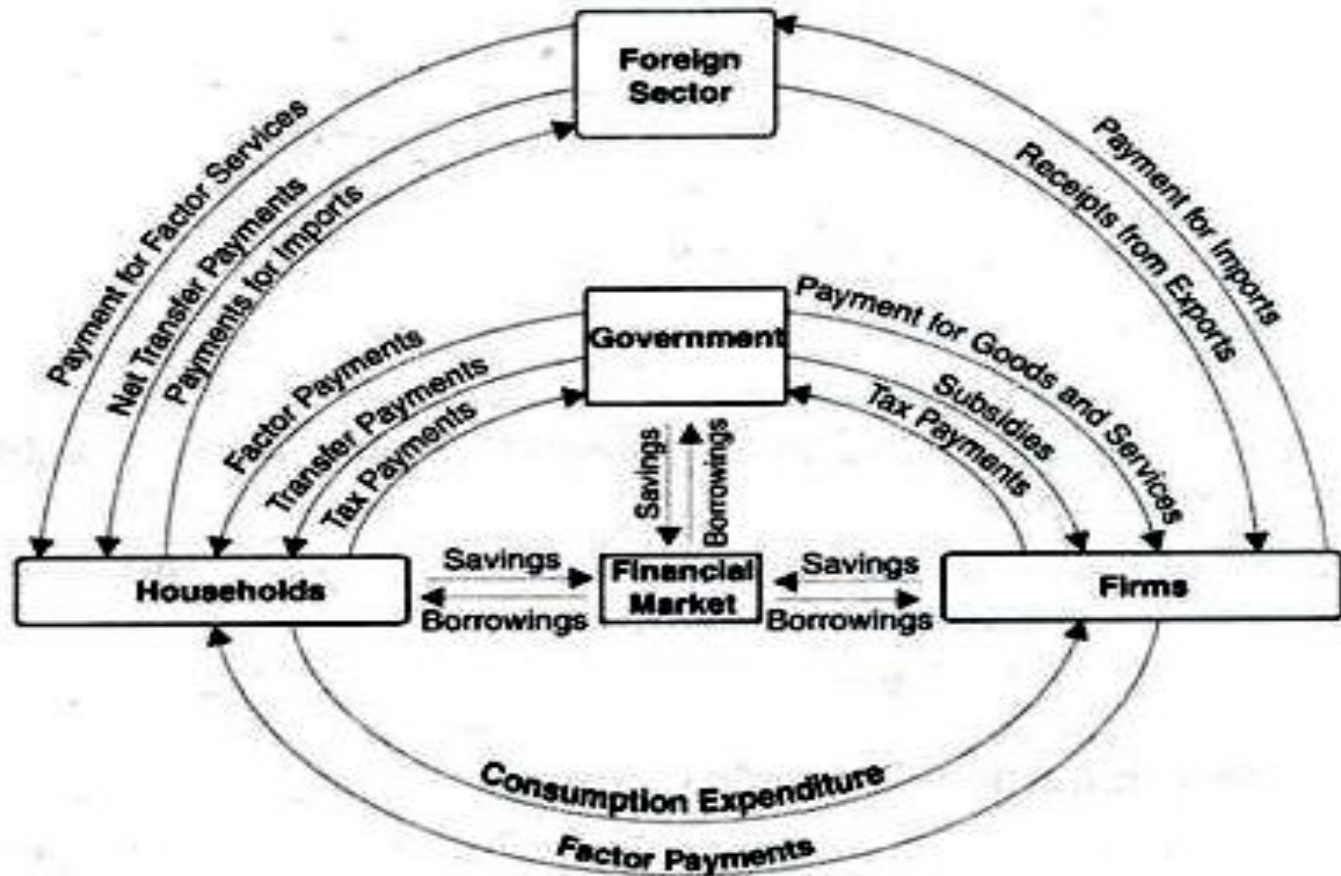 Foreign
Sector
Payment for Factor Services
Net Transfer Payments
Payments for Imports
Payment for Imports
Receipts from Exports
Government
Factor Payments
Transfer Payments
Tax Payments
Payment for Goods and Services
Subsidies
Tax Payments
Savings
Borrowings
Households
Savings
Borrowings
Financial
Market
Savings
Borrowings
Firms
Consumption Expenditure
Factor Payments